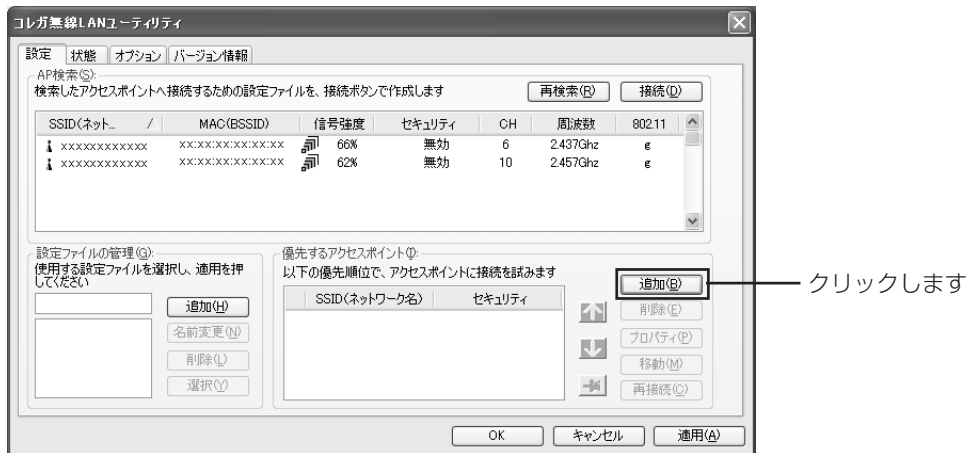 コレガ無線LANユーティリティ
設定 状態 オプション バージョン情報
AP検索(S):
検索したアクセスポイントへ接続するための設定ファイルを、接続ボタンで作成します 再検索(R) 接続(D)
SSID(ネット... MAC(BSSID) 信号強度 セキュリティ CH 周波数 802.11
xxxxxxxxxxxx xx:xx:xx:xx:xx:xx 66% 無効 6 2.437Ghz g
xxxxxxxxxxxx xx:xx:xx:xx:xx:xx 62% 無効 10 2.457Ghz g
設定ファイルの管理(G):
使用する設定ファイルを選択し、適用を押
してください
追加(H)
名前変更(N)
削除(L)
選択(Y)
優先するアクセスポイント(I):
以下の優先順位で、アクセスポイントに接続を試みます
SSID(ネットワーク名) セキュリティ
追加(B)
クリックします
削除(E)
プロパティ(P)
移動(M)
再接続(C)
OK キャンセル 適用(A)